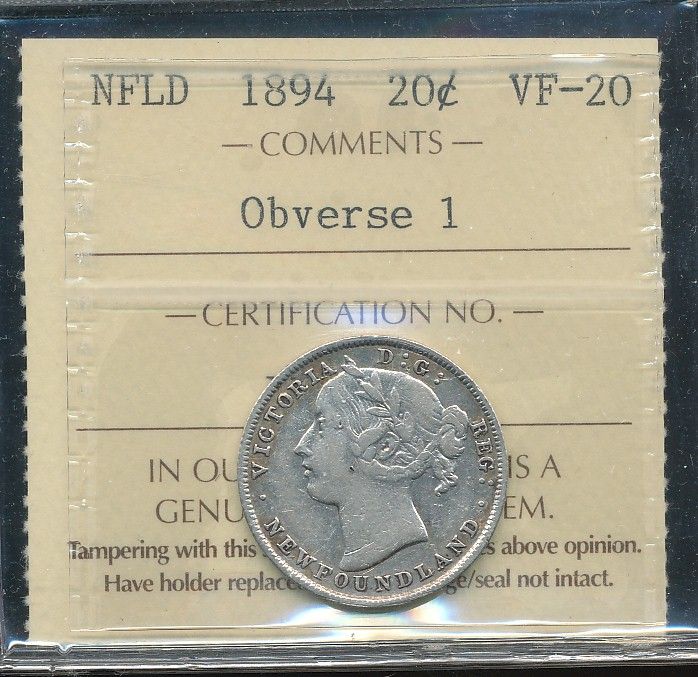 NFLD 1894 20¢ VF-20
— COMMENTS —
Obverse 1
— CERTIFICATION NO. —
VICTORIA D:G: REG:
NEWFOUNDLAND
IN OU IS A
GENU EM.
Tampering with this s above opinion.
Have holder replace ge/seal not intact.